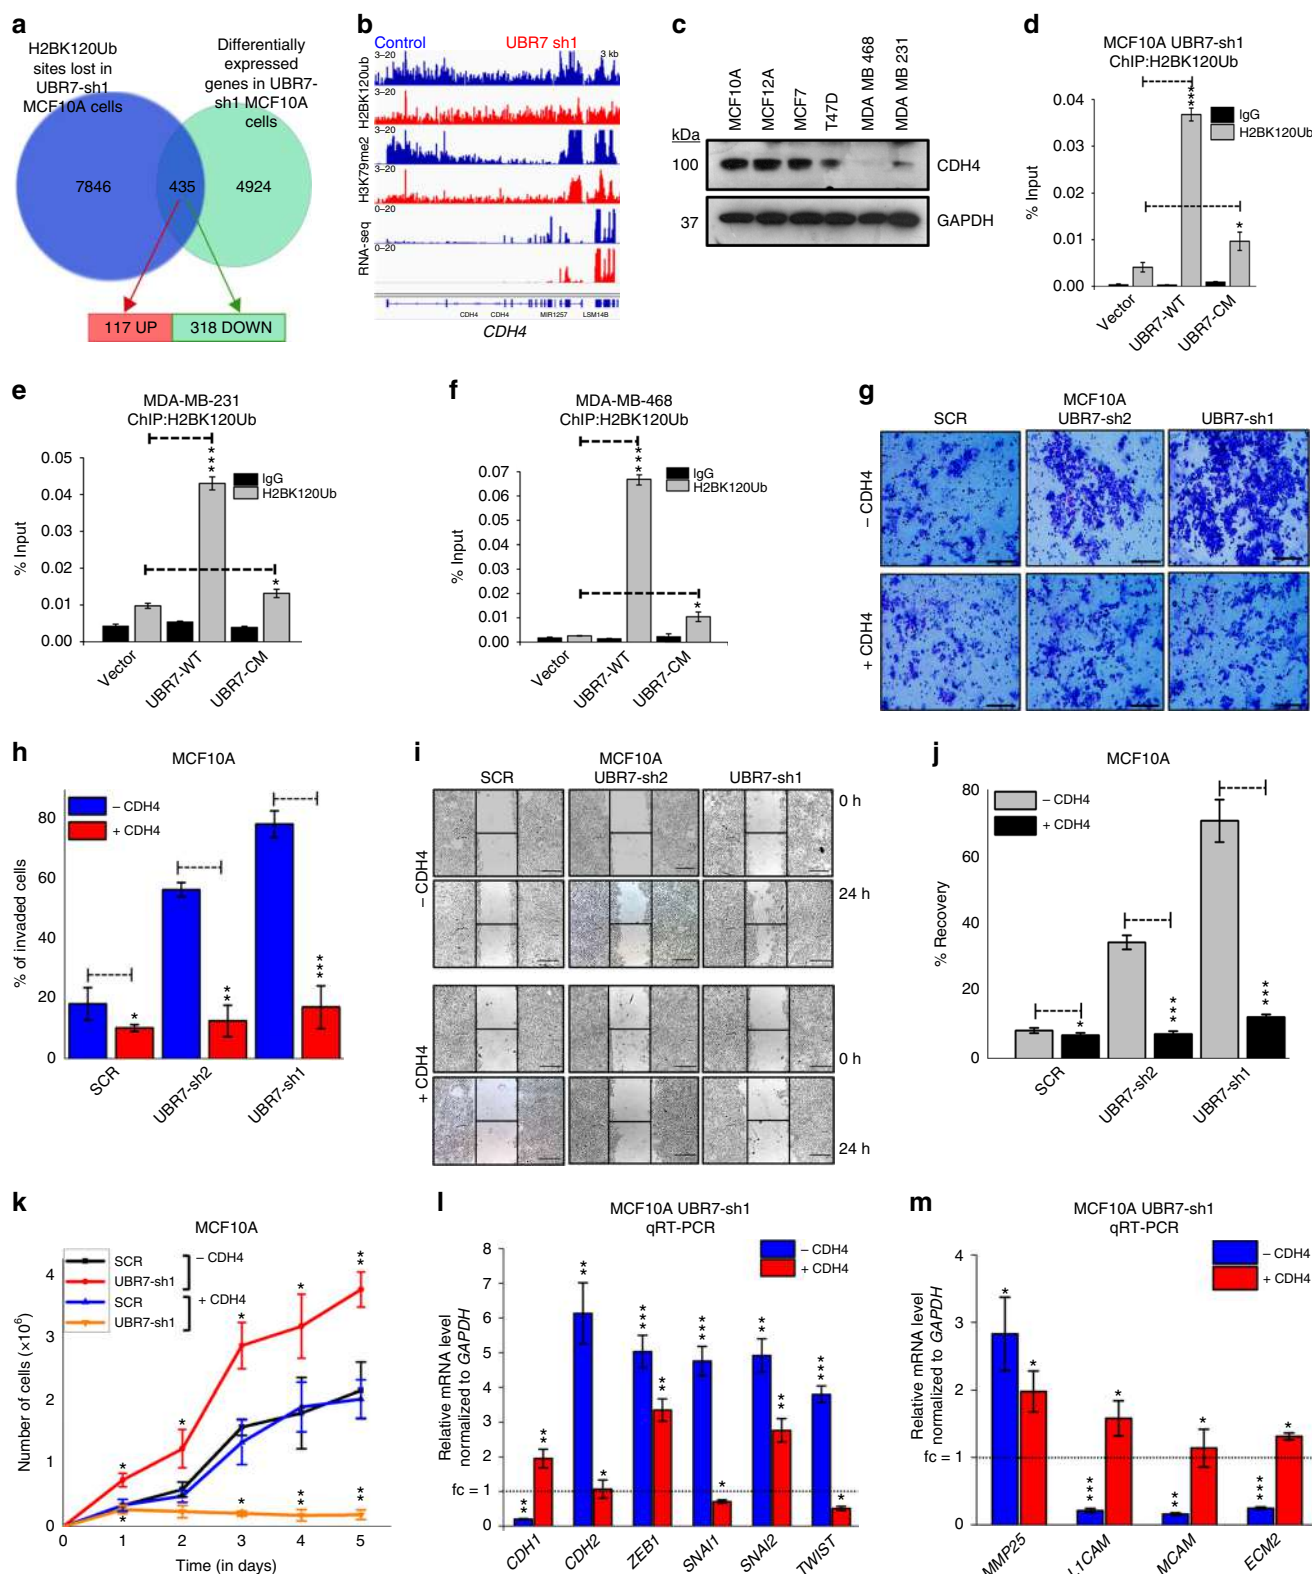 a
H2BK120Ub
sites lost in
UBR7-sh1
MCF10A cells
Differentially
expressed
genes in UBR7-
sh1 MCF10A
cells
7846
435
4924
117 UP
318 DOWN
b
Control
UBR7 sh1
3–20
3 kb
H2BK120ub
3–20
3–20
H3K79me2
3–20
0–20
RNA-seq
0–20
CDH4
CDH4
MIR1257
LSM14B
CDH4
c
MCF10A
MCF12A
MCF7
T47D
MDA MB 468
MDA MB 231
kDa
100
CDH4
37
GAPDH
d
MCF10A UBR7-sh1
ChIP:H2BK120Ub
***
IgG
H2BK120Ub
*
% Input
0.04
0.03
0.02
0.01
0.00
Vector
UBR7-WT
UBR7-CM
e
MDA-MB-231
ChIP:H2BK120Ub
***
IgG
H2BK120Ub
*
% Input
0.05
0.04
0.03
0.02
0.01
0.00
Vector
UBR7-WT
UBR7-CM
f
MDA-MB-468
ChIP:H2BK120Ub
***
IgG
H2BK120Ub
*
% Input
0.07
0.06
0.05
0.04
0.03
0.02
0.01
0.00
Vector
UBR7-WT
UBR7-CM
g
MCF10A
SCR
UBR7-sh2
UBR7-sh1
– CDH4
+ CDH4
h
MCF10A
– CDH4
+ CDH4
% of invaded cells
80
60
40
20
0
*
**
***
SCR
UBR7-sh2
UBR7-sh1
i
MCF10A
SCR
UBR7-sh2
UBR7-sh1
– CDH4
0 h
24 h
+ CDH4
0 h
24 h
j
MCF10A
– CDH4
+ CDH4
% Recovery
80
60
40
20
0
*
***
***
SCR
UBR7-sh2
UBR7-sh1
k
MCF10A
SCR
UBR7-sh1
– CDH4
SCR
UBR7-sh1
+ CDH4
Number of cells (×10⁶)
4
3
2
1
0
*
*
*
*
**
*
*
**
**
0
1
2
3
4
5
Time (in days)
l
MCF10A UBR7-sh1
qRT-PCR
– CDH4
+ CDH4
Relative mRNA level
normalized to GAPDH
8
7
6
5
4
3
2
fc = 1
0
**
*
**
*
***
**
***
*
**
**
***
*
CDH1
CDH2
ZEB1
SNAI1
SNAI2
TWIST
m
MCF10A UBR7-sh1
qRT-PCR
– CDH4
+ CDH4
Relative mRNA level
normalized to GAPDH
4
3
2
fc = 1
0
*
*
***
*
**
*
***
*
MMP25
L1CAM
MCAM
ECM2